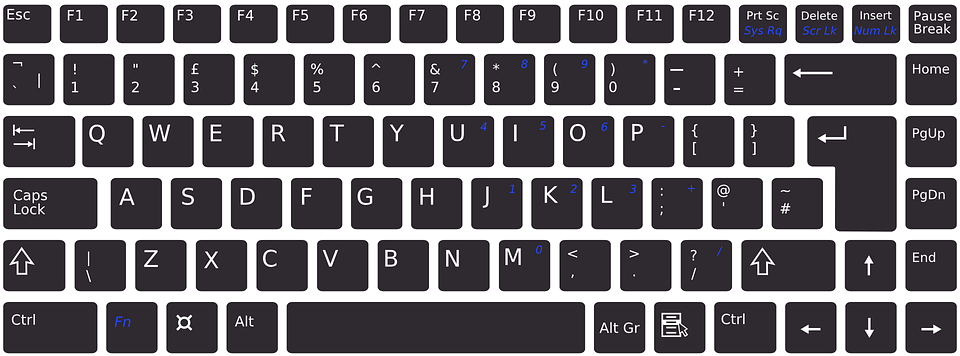 Esc F1 F2 F3 F4 F5 F6 F7 F8 F9 F10 F11 F12 Prt Sc Delete Insert Pause
Sys Rq Scr Lk Num Lk Break
¬ ! " £ $ % ^ & 7 * 8 ( 9 ) * _ + Home
` | 1 2 3 4 5 6 7 8 9 0 - =
Q W E R T Y U 4 I 5 O 6 P - { } PgUp
[ ]
Caps A S D F G H J 1 K 2 L 3 : + @ ~ PgDn
Lock ; ' #
| Z X C V B N M 0 < > ? / End
\ , . /
Ctrl Fn Alt Alt Gr Ctrl